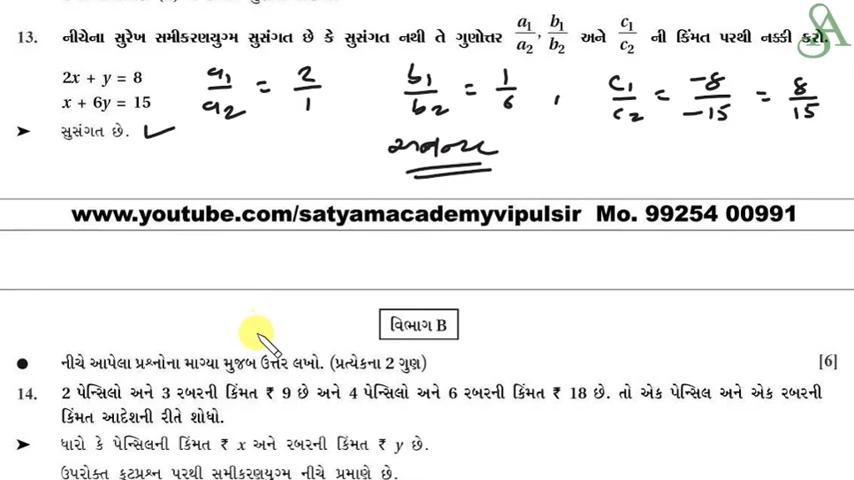 13. નીચેના સુરેખ સમીકરણયુગ્મ સુસંગત છે કે સુસંગત નથી તે ગુણોત્તર a₁/a₂, b₁/b₂ અને c₁/c₂ ની કિંમત પરથી નક્કી કરો.
2x + y = 8
x + 6y = 15
a₁/a₂ = 2/1 b₁/b₂ = 1/6 , c₁/c₂ = -8/-15 = 8/15
➤ સુસંગત છે. ✓
અનન્ય
www.youtube.com/satyamacademyvipulsir Mo. 99254 00991
વિભાગ B
● નીચે આપેલા પ્રશ્નોના માગ્યા મુજબ ઉત્તર લખો. (પ્રત્યેકના 2 ગુણ) [6]
14. 2 પેન્સિલો અને 3 રબરની કિંમત ₹ 9 છે અને 4 પેન્સિલો અને 6 રબરની કિંમત ₹ 18 છે. તો એક પેન્સિલ અને એક રબરની
કિંમત આદેશની રીતે શોધો.
➤ ધારો કે પેન્સિલની કિંમત ₹ x અને રબરની કિંમત ₹ y છે.
ઉપરોક્ત કૂટપ્રશ્ન પરથી સમીકરણયુગ્મ નીચે પ્રમાણે છે.